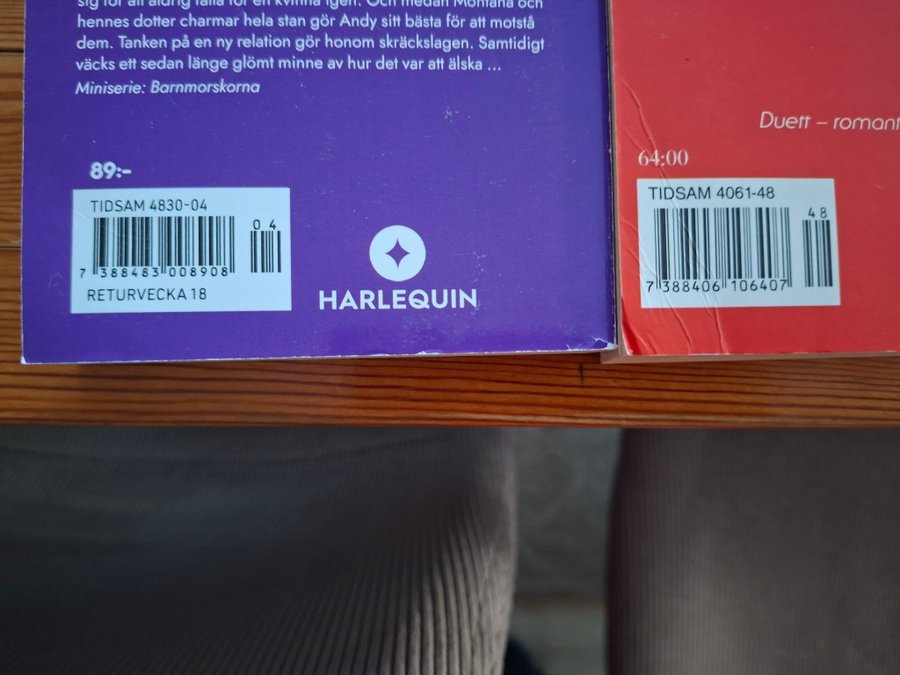 sig för att aldrig falla för en kvinna igen. Och medan Montana och
hennes dotter charmar hela stan gör Andy sitt bästa för att motstå
dem. Tanken på en ny relation gör honom skräckslagen. Samtidigt
väcks ett sedan länge glömt minne av hur det var att älska ...
Miniserie: Barnmorskorna
89:-
TIDSAM 4830-04
04
7 388483 008908
RETURVECKA 18
HARLEQUIN
Duett – romant
64:00
TIDSAM 4061-48
48
7 388406 106407